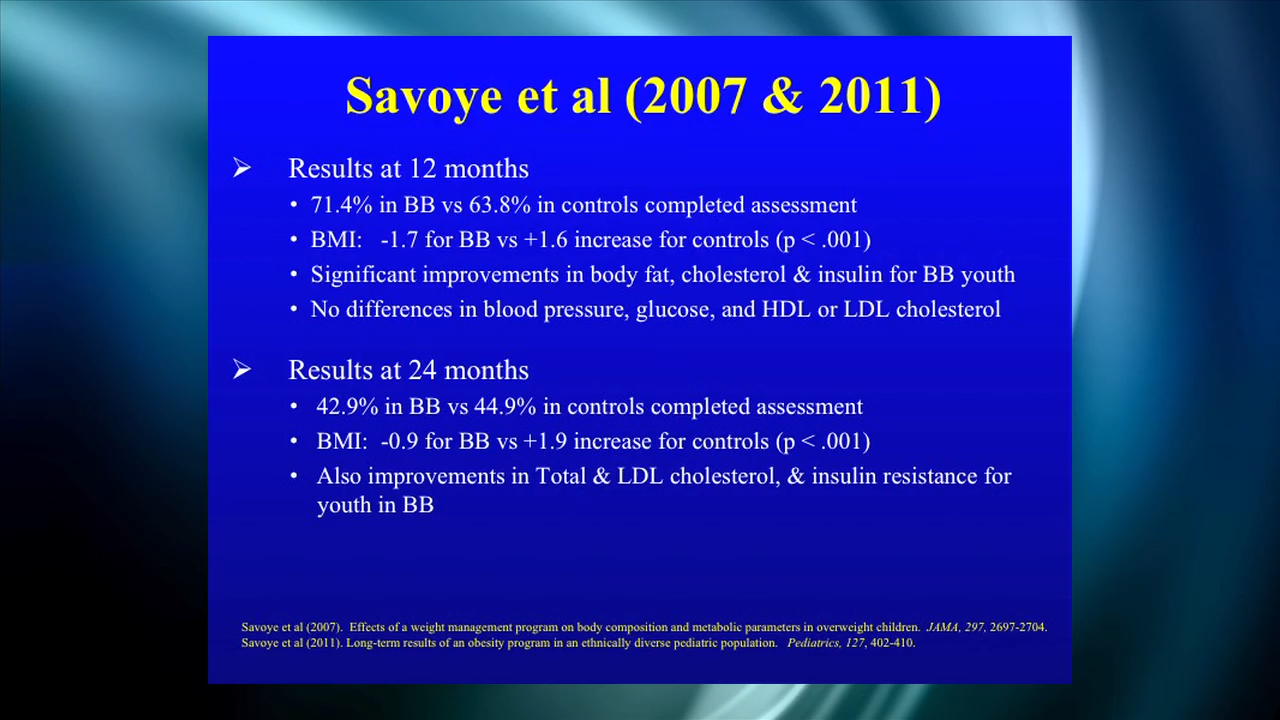 Savoye et al (2007 & 2011)
➢ Results at 12 months
• 71.4% in BB vs 63.8% in controls completed assessment
• BMI: -1.7 for BB vs +1.6 increase for controls (p < .001)
• Significant improvements in body fat, cholesterol & insulin for BB youth
• No differences in blood pressure, glucose, and HDL or LDL cholesterol
➢ Results at 24 months
• 42.9% in BB vs 44.9% in controls completed assessment
• BMI: -0.9 for BB vs +1.9 increase for controls (p < .001)
• Also improvements in Total & LDL cholesterol, & insulin resistance for
youth in BB
Savoye et al (2007). Effects of a weight management program on body composition and metabolic parameters in overweight children. JAMA, 297, 2697-2704.
Savoye et al (2011). Long-term results of an obesity program in an ethnically diverse pediatric population. Pediatrics, 127, 402-410.